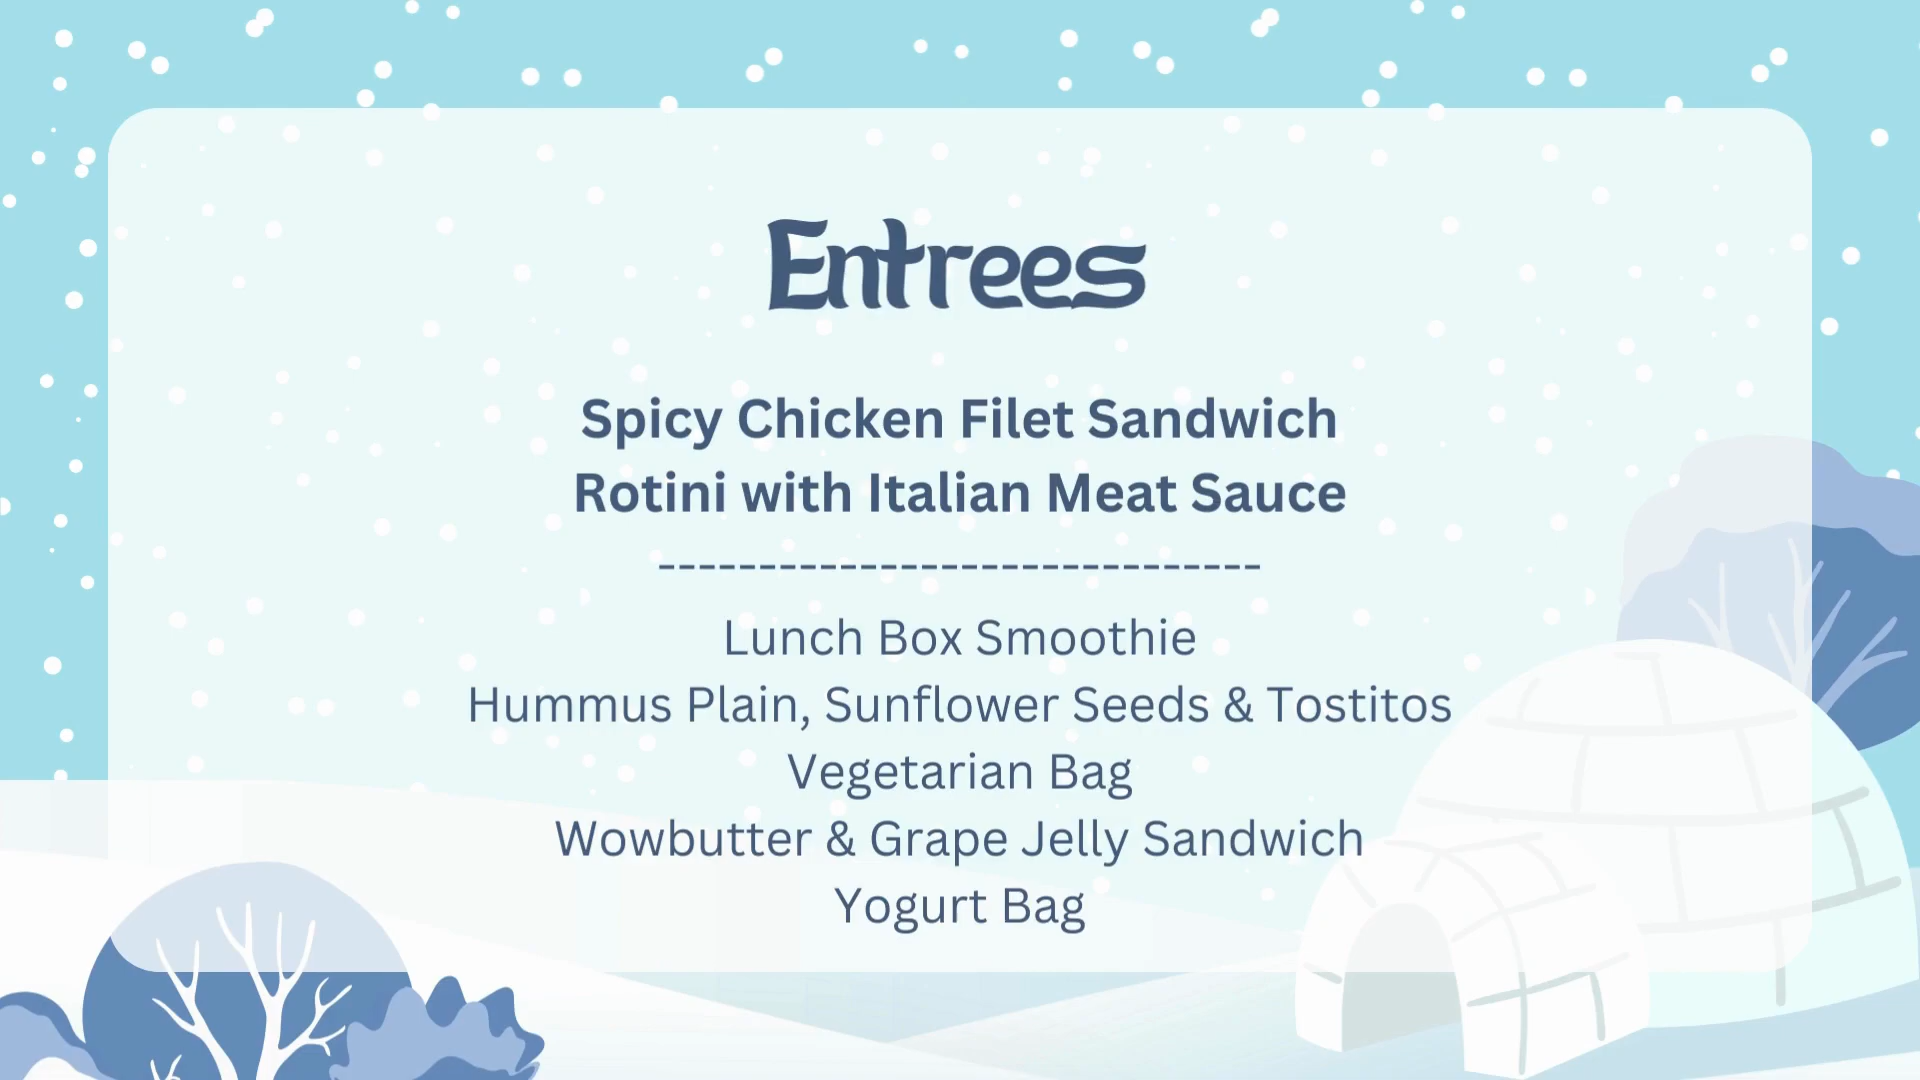 Entrees
Spicy Chicken Filet Sandwich
Rotini with Italian Meat Sauce
------------------------------
Lunch Box Smoothie
Hummus Plain, Sunflower Seeds & Tostitos
Vegetarian Bag
Wowbutter & Grape Jelly Sandwich
Yogurt Bag